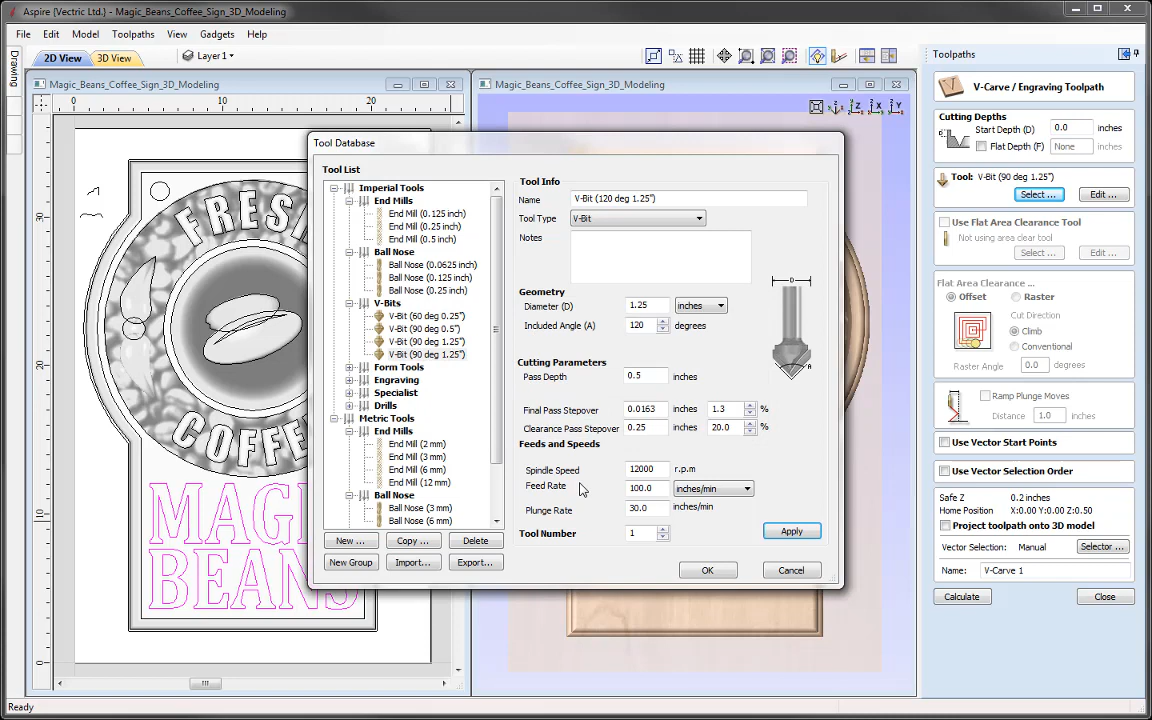 Aspire {Vectric Ltd.} - Magic_Beans_Coffee_Sign_3D_Modeling
File Edit Model Toolpaths View Gadgets Help
2D View 3D View Layer 1
Drawing
Magic_Beans_Coffee_Sign_3D_Modeling
0 10 20
30
20
10
0
FRESH
COFFEE
MAGIC
BEANS
Magic_Beans_Coffee_Sign_3D_Modeling
Z X Y
Tool Database
Tool List
Imperial Tools
End Mills
End Mill (0.125 inch)
End Mill (0.25 inch)
End Mill (0.5 inch)
Ball Nose
Ball Nose (0.0625 inch)
Ball Nose (0.125 inch)
Ball Nose (0.25 inch)
V-Bits
V-Bit (60 deg 0.25")
V-Bit (90 deg 0.5")
V-Bit (90 deg 1.25")
V-Bit (90 deg 1.25")
Form Tools
Engraving
Specialist
Drills
Metric Tools
End Mills
End Mill (2 mm)
End Mill (3 mm)
End Mill (6 mm)
End Mill (12 mm)
Ball Nose
Ball Nose (3 mm)
Ball Nose (6 mm)
New ... Copy ... Delete
New Group Import... Export...
Tool Info
Name V-Bit (120 deg 1.25")
Tool Type V-Bit
Notes
Geometry
Diameter (D) 1.25 inches
Included Angle (A) 120 degrees
D
A
Cutting Parameters
Pass Depth 0.5 inches
Final Pass Stepover 0.0163 inches 1.3 %
Clearance Pass Stepover 0.25 inches 20.0 %
Feeds and Speeds
Spindle Speed 12000 r.p.m
Feed Rate 100.0 inches/min
Plunge Rate 30.0 inches/min
Tool Number 1 Apply
OK Cancel
Toolpaths
V-Carve / Engraving Toolpath
Cutting Depths
Start Depth (D) 0.0 inches
Flat Depth (F) None inches
Tool: V-Bit (90 deg 1.25")
Select ... Edit ...
Use Flat Area Clearance Tool
Not using area clear tool
Select ... Edit ...
Flat Area Clearance ...
Offset Raster
Cut Direction
Climb
Conventional
Raster Angle 0.0 degrees
Ramp Plunge Moves
Distance 1.0 inches
Use Vector Start Points
Use Vector Selection Order
Safe Z 0.2 inches
Home Position X:0.00 Y:0.00 Z:0.50
Project toolpath onto 3D model
Vector Selection: Manual Selector ...
Name: V-Carve 1
Calculate Close
Ready